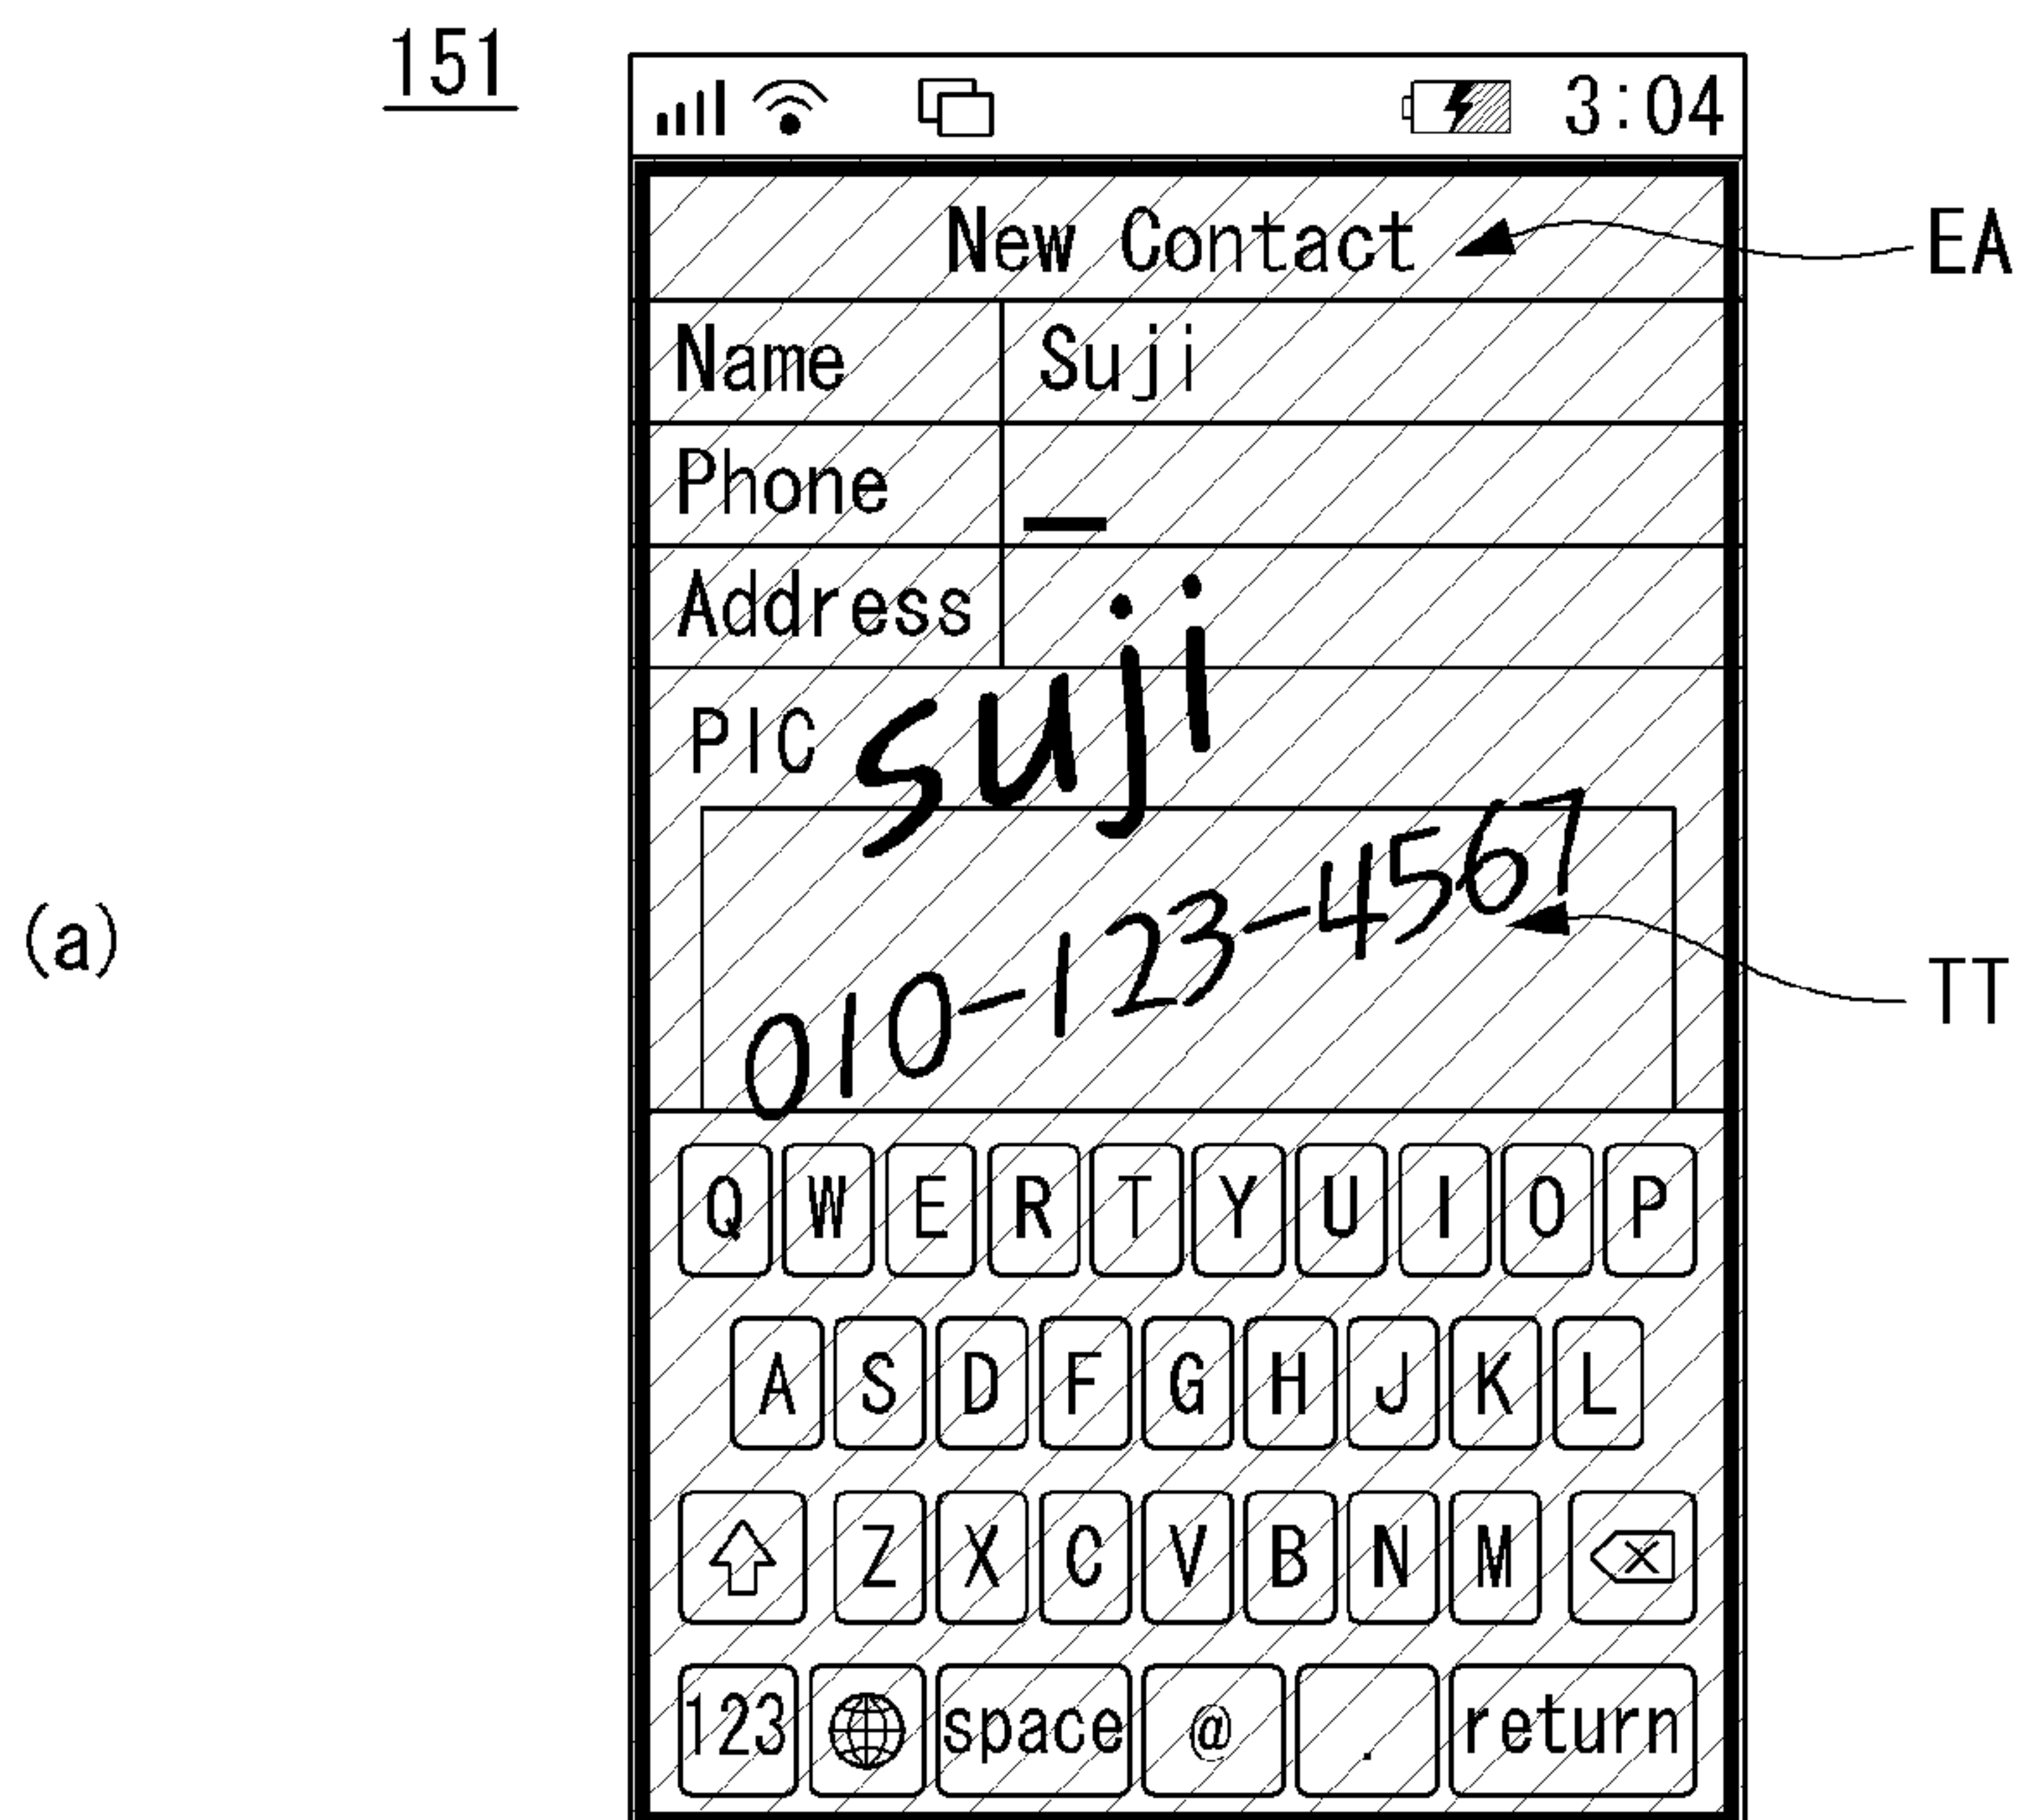 151
3:04
New Contact
EA
Name Suji
Phone
Address
PIC
suji
010-123-4567
(a)
TT
Q W E R T Y U I O P
A S D F G H J K L
Z X C V B N M
123 space @ . return